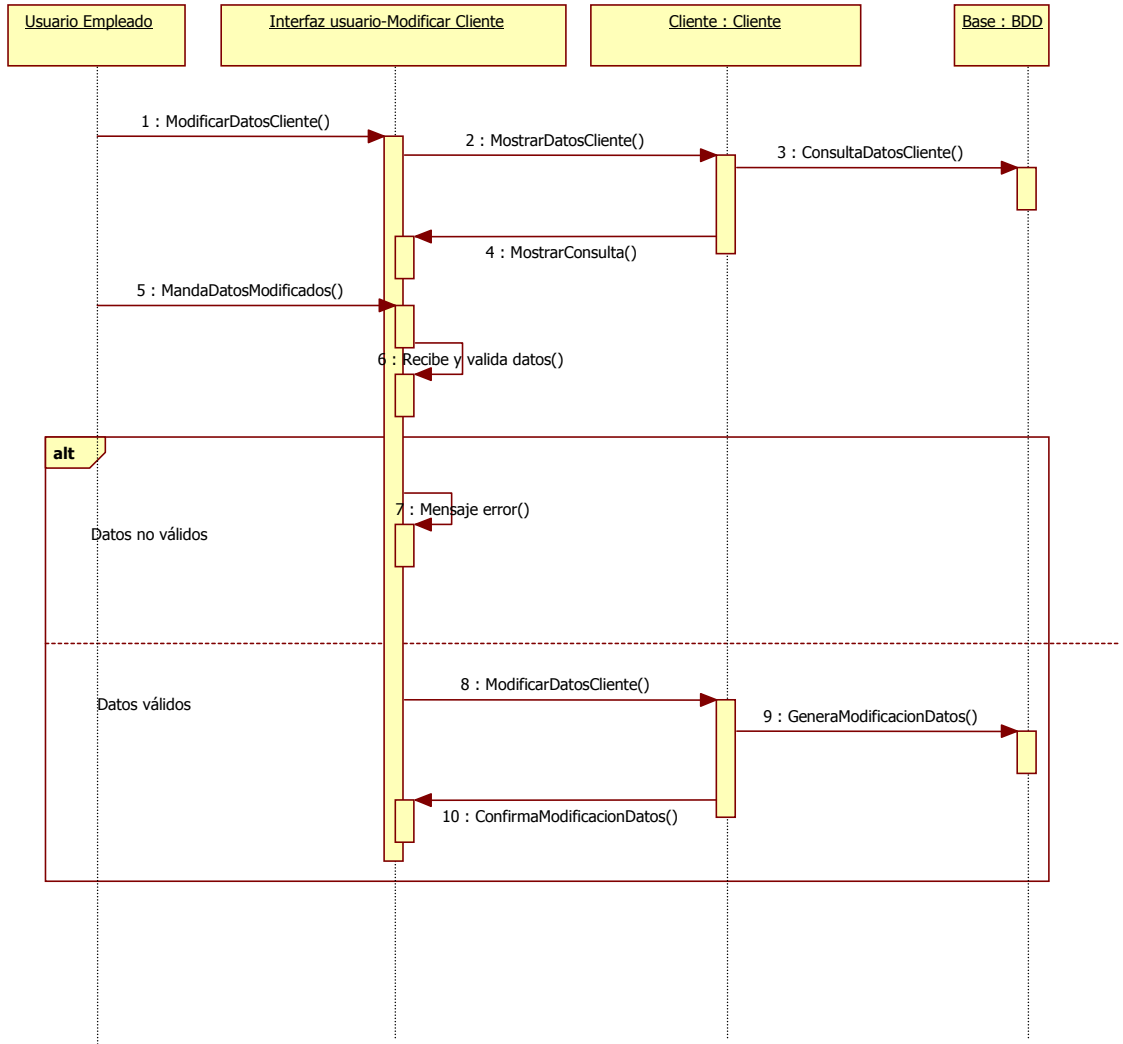 Usuario Empleado
Interfaz usuario-Modificar Cliente
Cliente : Cliente
Base : BDD
1 : ModificarDatosCliente()
2 : MostrarDatosCliente()
3 : ConsultaDatosCliente()
4 : MostrarConsulta()
5 : MandaDatosModificados()
6 : Recibe y valida datos()
alt
7 : Mensaje error()
Datos no válidos
8 : ModificarDatosCliente()
Datos válidos
9 : GeneraModificacionDatos()
10 : ConfirmaModificacionDatos()